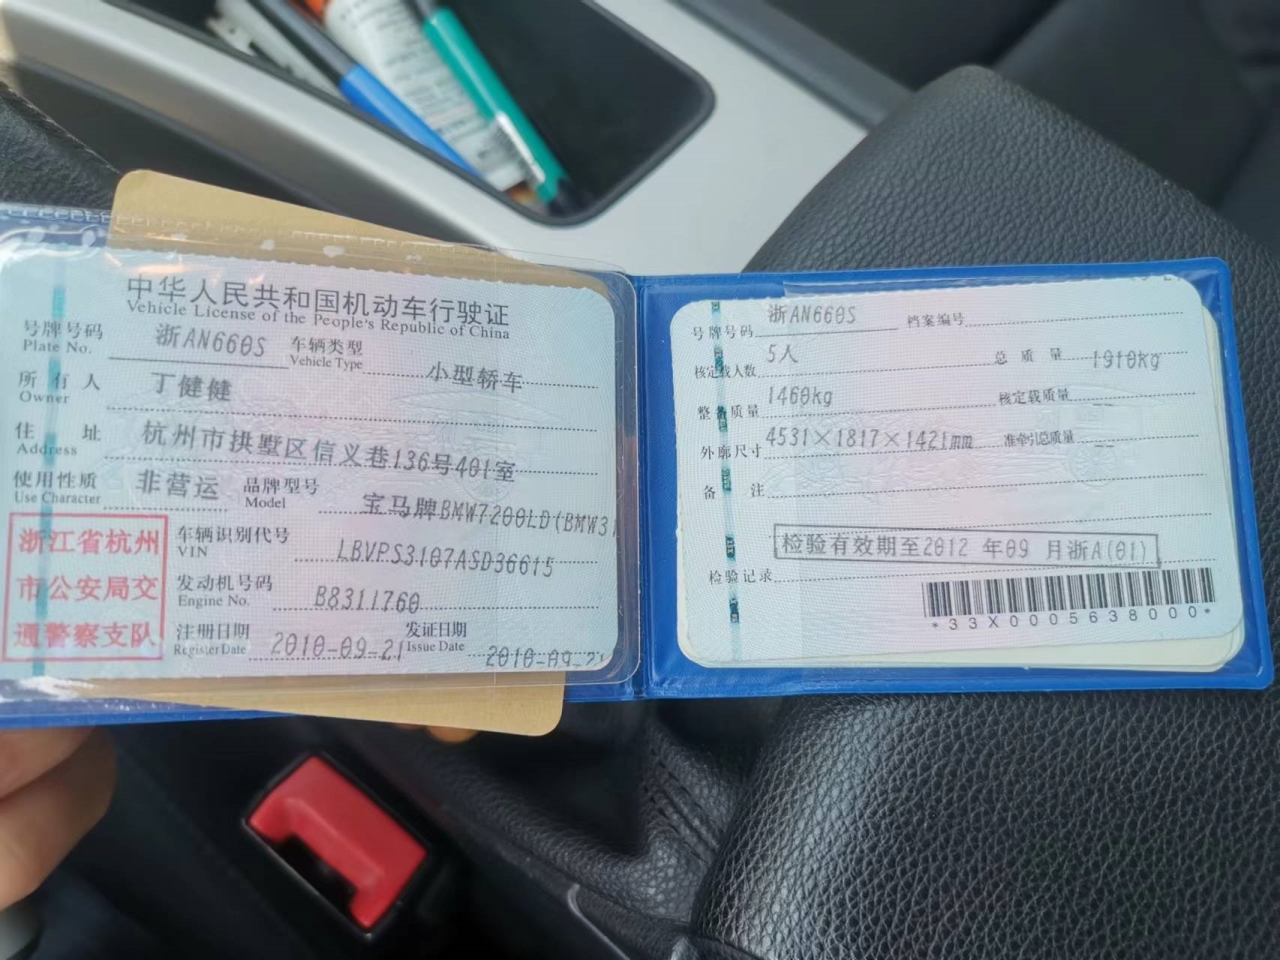 中华人民共和国机动车行驶证
Vehicle License of the People's Republic of China
号牌号码 浙AN660S 车辆类型 小型轿车
Plate No. Vehicle Type
所有人 丁健健
Owner
住址 杭州市拱墅区信义巷136号401室
Address
使用性质 非营运 品牌型号 宝马牌BMW7200LD(BMW31
Use Character Model
浙江省杭州
市公安局交
通警察支队
车辆识别代号 LBVPS3107ASD36615
VIN
发动机号码 B8311760
Engine No.
注册日期 2010-09-21 发证日期 2010-09-21
Register Date Issue Date
号牌号码 浙AN660S 档案编号
核定载人数 5人 总质量 1910kg
整备质量 1460kg 核定载质量 --
外廓尺寸 4531×1817×1421mm 准牵引总质量 --
备注
检验有效期至2012 年09 月浙A(01)
检验记录
*33X0005638000*